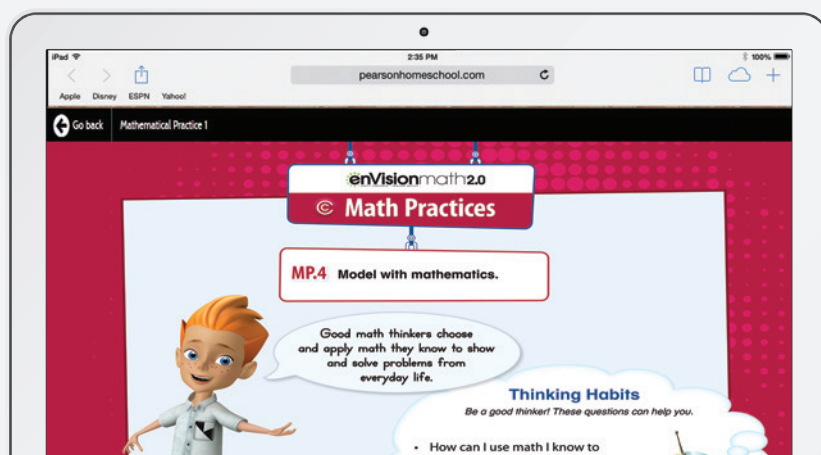 iPad 2:35 PM 100%
pearsonhomeschool.com
Apple Disney ESPN Yahoo!
Go back Mathematical Practice 1
enVisionmath2.0
© Math Practices
MP.4 Model with mathematics.
Good math thinkers choose
and apply math they know to show
and solve problems from
everyday life.
Thinking Habits
Be a good thinker! These questions can help you.
• How can I use math I know to